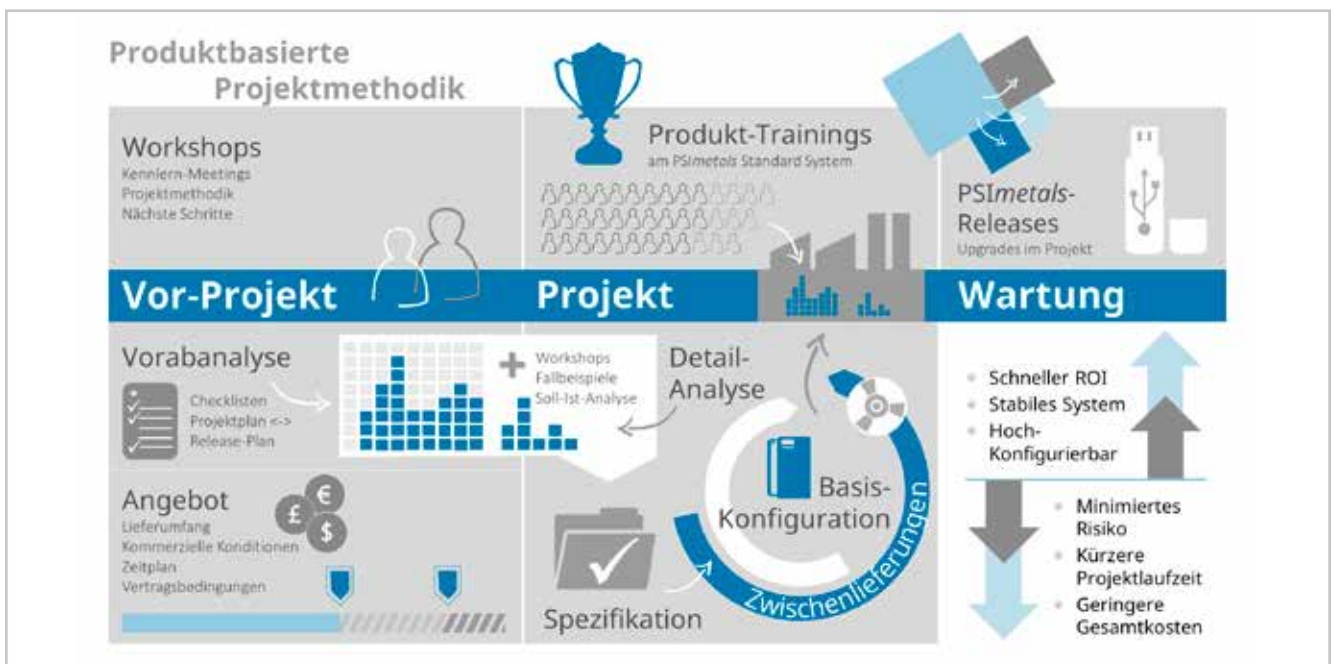 Produktbasierte
Projektmethodik
Workshops
Kennlern-Meetings
Projektmethodik
Nächste Schritte
Produkt-Trainings
am PSImetals Standard System
PSImetals-
Releases
Upgrades im Projekt
Vor-Projekt
Projekt
Wartung
Vorabanalyse
Checklisten
Projektplan <->
Release-Plan
+
Workshops
Fallbeispiele
Soll-Ist-Analyse
Detail-
Analyse
Angebot
Lieferumfang
Kommerzielle Konditionen
Zeitplan
Vertragsbedingungen
€
£
$
Spezifikation
Basis-
Konfiguration
Zwischenlieferungen
• Schneller ROI
• Stabiles System
• Hoch-
Konfigurierbar
• Minimiertes
Risiko
• Kürzere
Projektlaufzeit
• Geringere
Gesamtkosten